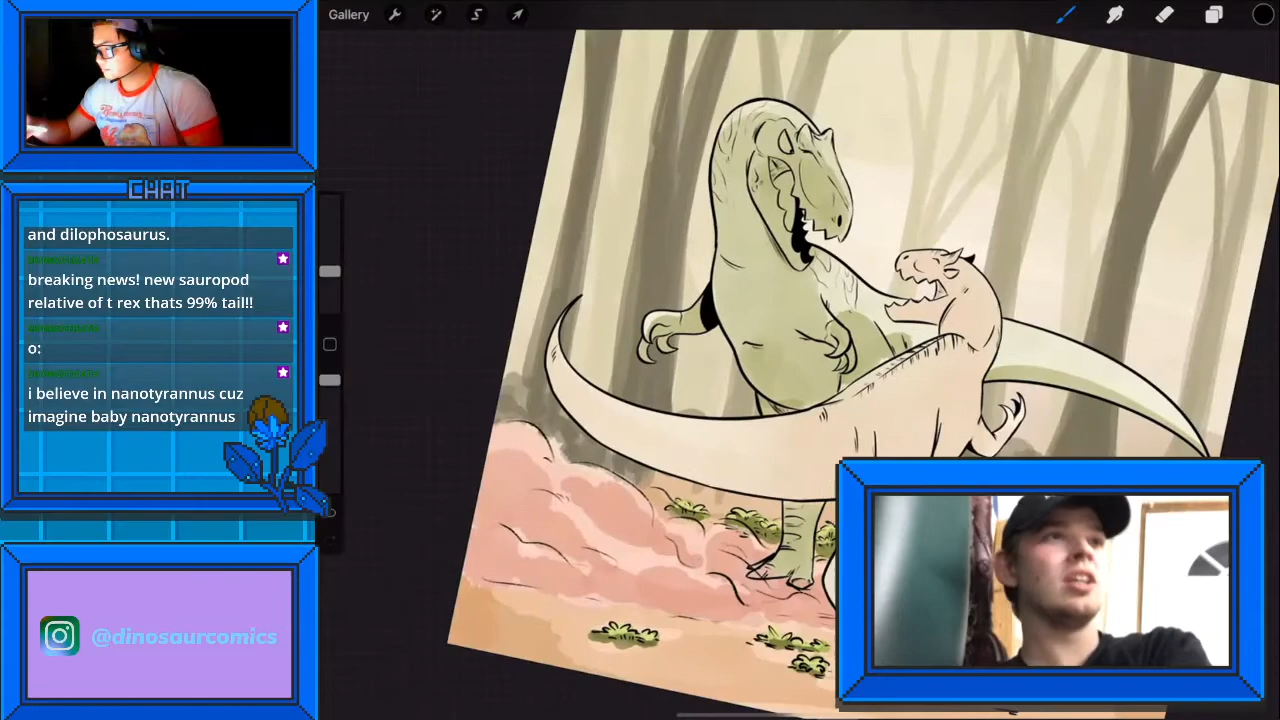 Gallery
CHAT
and dilophosaurus.
breaking news! new sauropod
relative of t rex thats 99% tail!!
o:
i believe in nanotyrannus cuz
imagine baby nanotyrannus
@dinosaurcomics